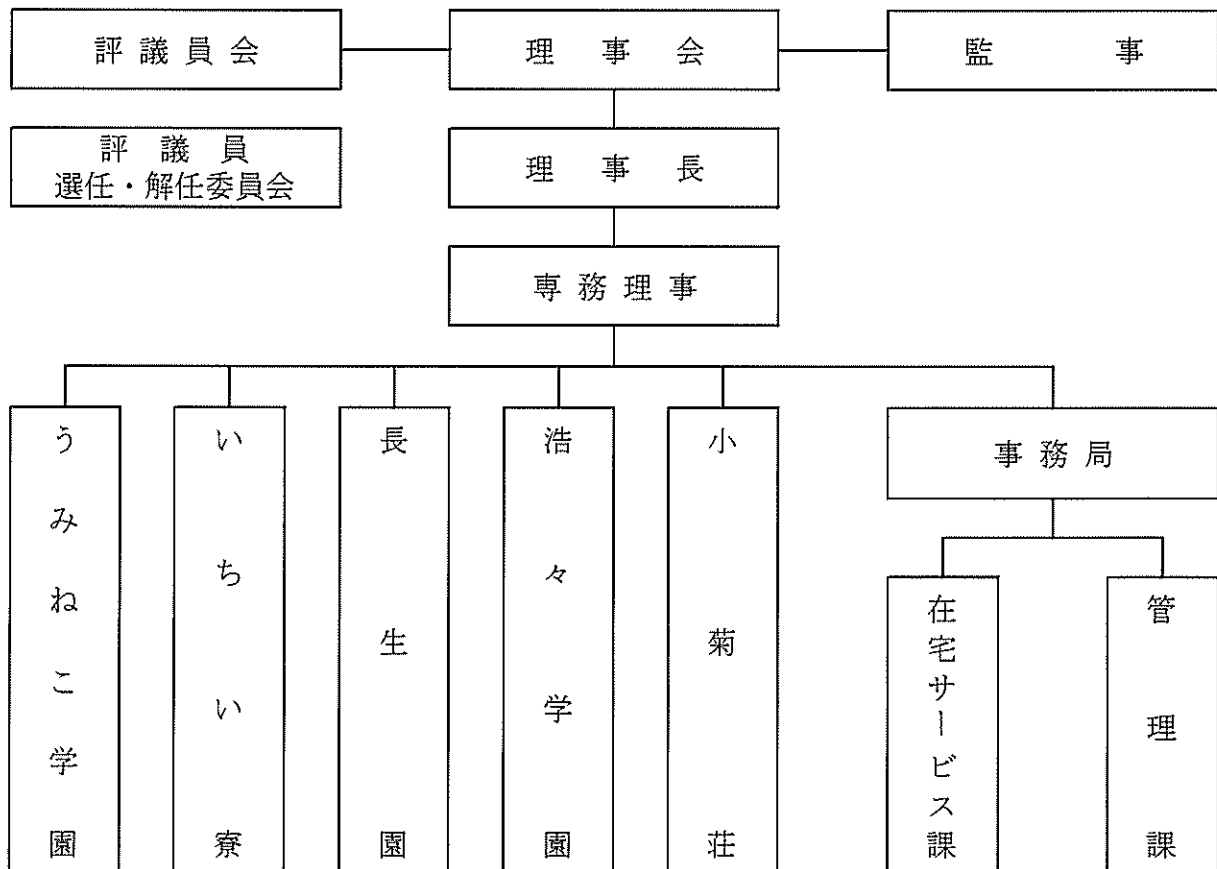 評議員会
理事会
監事
評議員
選任・解任委員会
理事長
専務理事
うみねこ学園
いちい寮
長生園
浩々学園
小菊荘
事務局
在宅サービス課
管理課